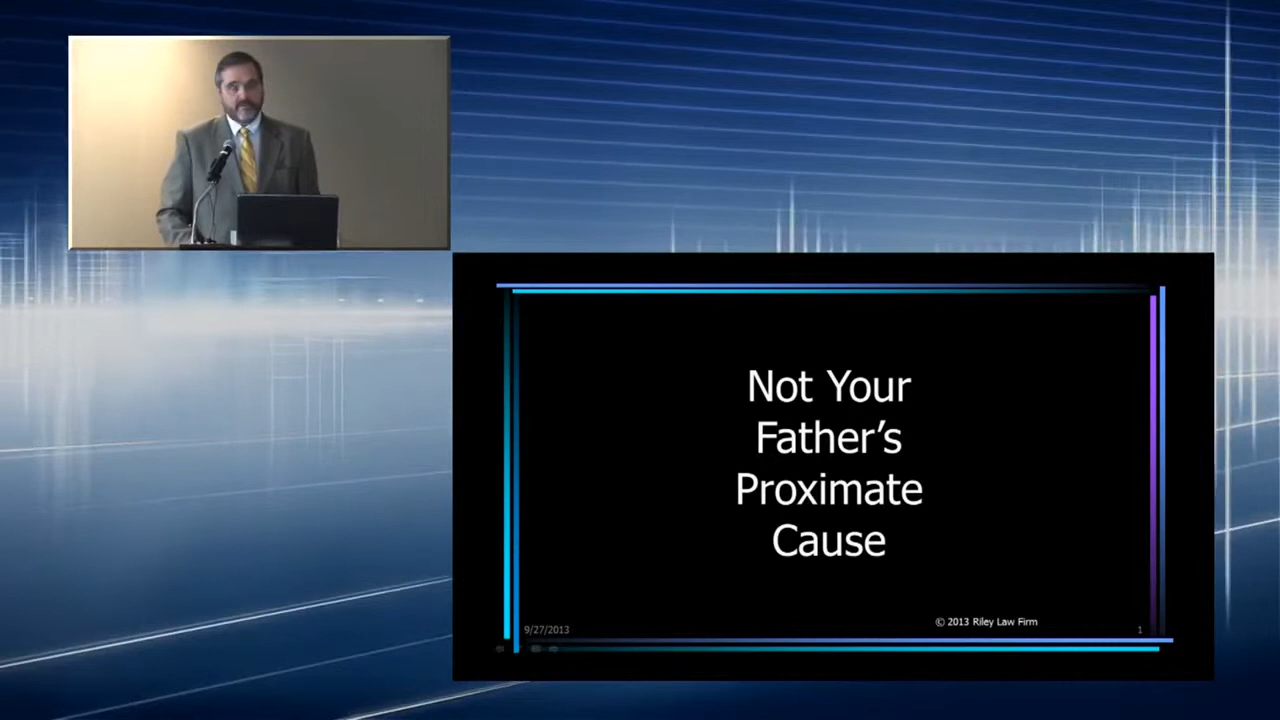 Not Your
Father’s
Proximate
Cause
© 2013 Riley Law Firm
9/27/2013
1